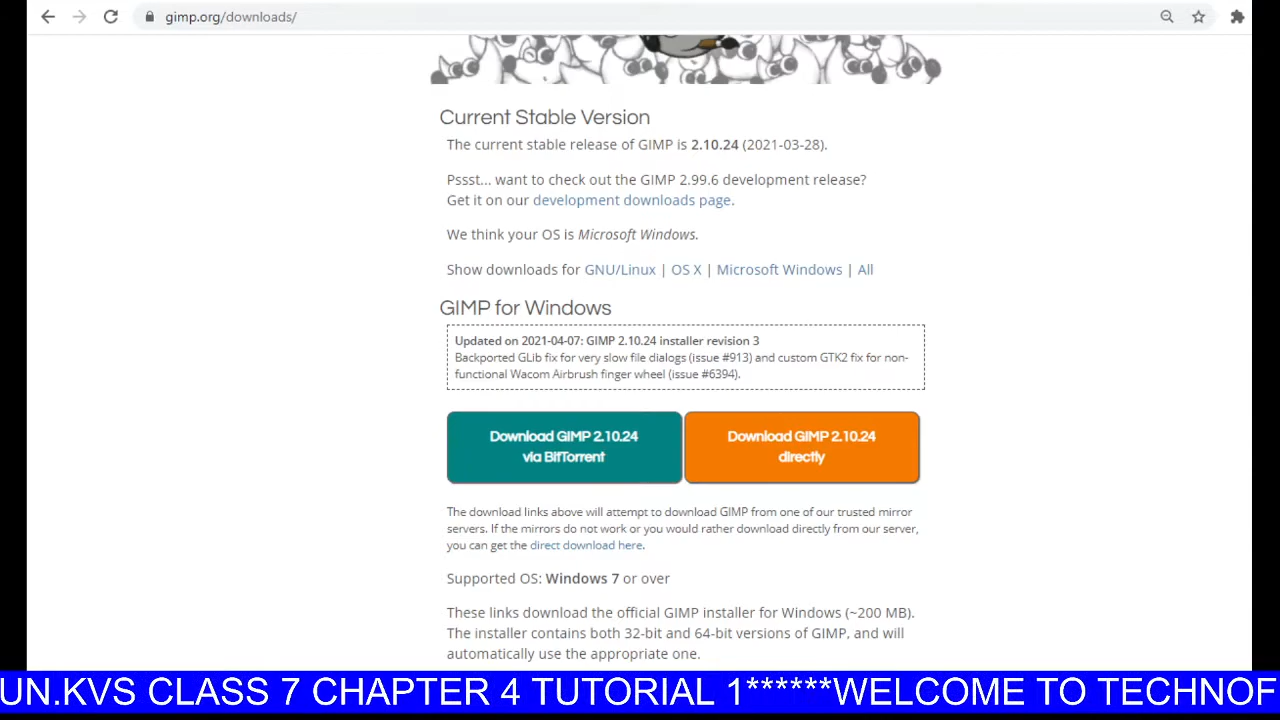 gimp.org/downloads/
Current Stable Version
The current stable release of GIMP is 2.10.24 (2021-03-28).
Pssst... want to check out the GIMP 2.99.6 development release?
Get it on our development downloads page.
We think your OS is Microsoft Windows.
Show downloads for GNU/Linux | OS X | Microsoft Windows | All
GIMP for Windows
Updated on 2021-04-07: GIMP 2.10.24 installer revision 3
Backported GLib fix for very slow file dialogs (issue #913) and custom GTK2 fix for non-
functional Wacom Airbrush finger wheel (issue #6394).
Download GIMP 2.10.24
via BitTorrent
Download GIMP 2.10.24
directly
The download links above will attempt to download GIMP from one of our trusted mirror
servers. If the mirrors do not work or you would rather download directly from our server,
you can get the direct download here.
Supported OS: Windows 7 or over
These links download the official GIMP installer for Windows (~200 MB).
The installer contains both 32-bit and 64-bit versions of GIMP, and will
automatically use the appropriate one.
UN.KVS CLASS 7 CHAPTER 4 TUTORIAL 1******WELCOME TO TECHNOF